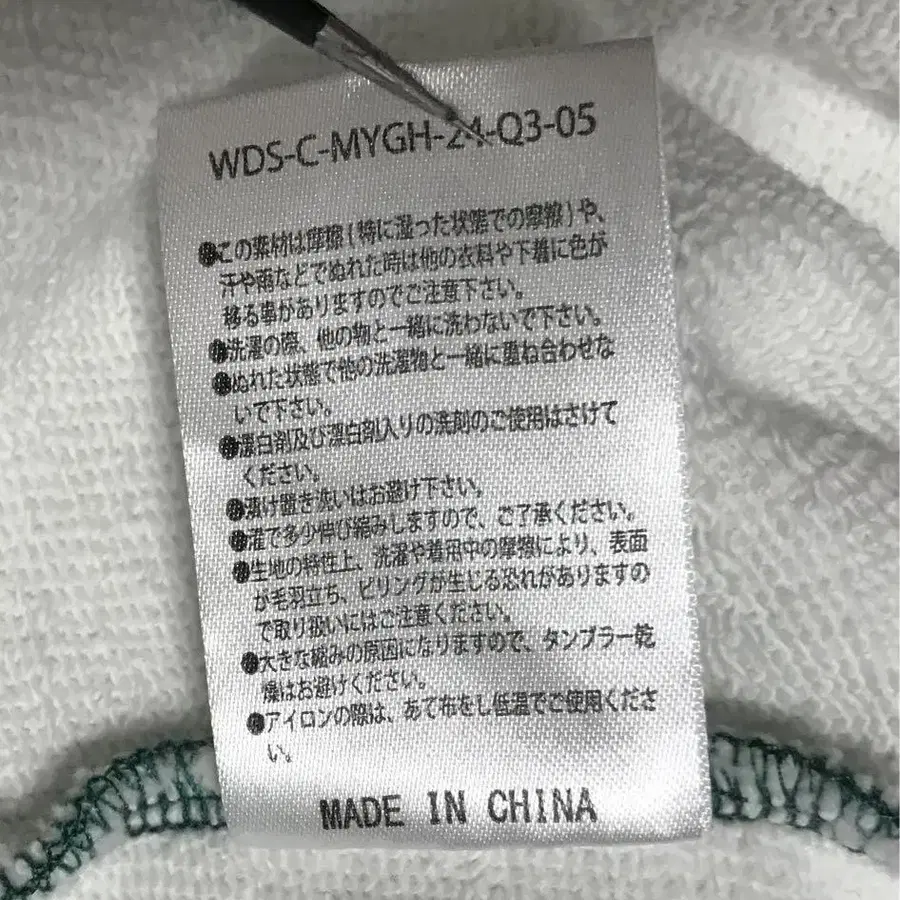 WDS-C-MYGH-24-Q3-05
●この素材は摩擦(特に湿った状態での摩擦)や、
汗や雨などでぬれた時は他の衣料や下着に色が
移る事がありますのでご注意下さい。
●洗濯の際、他の物と一緒に洗わないで下さい。
●ぬれた状態で他の洗濯物と一緒に重ね合わせな
いで下さい。
●漂白剤及び漂白剤入りの洗剤のご使用はさけて
ください。
●漬け置き洗いはお避け下さい。
●濯で多少伸び縮みしますので、ご了承ください。
●生地の特性上、洗濯や着用中の摩擦により、表面
が毛羽立ち、ピリングが生じる恐れがありますの
で取り扱いにはご注意ください。
●大きな縮みの原因になりますので、タンブラー乾
燥はお避けください。
●アイロンの際は、あて布をし低温でご使用くださ
い。
MADE IN CHINA